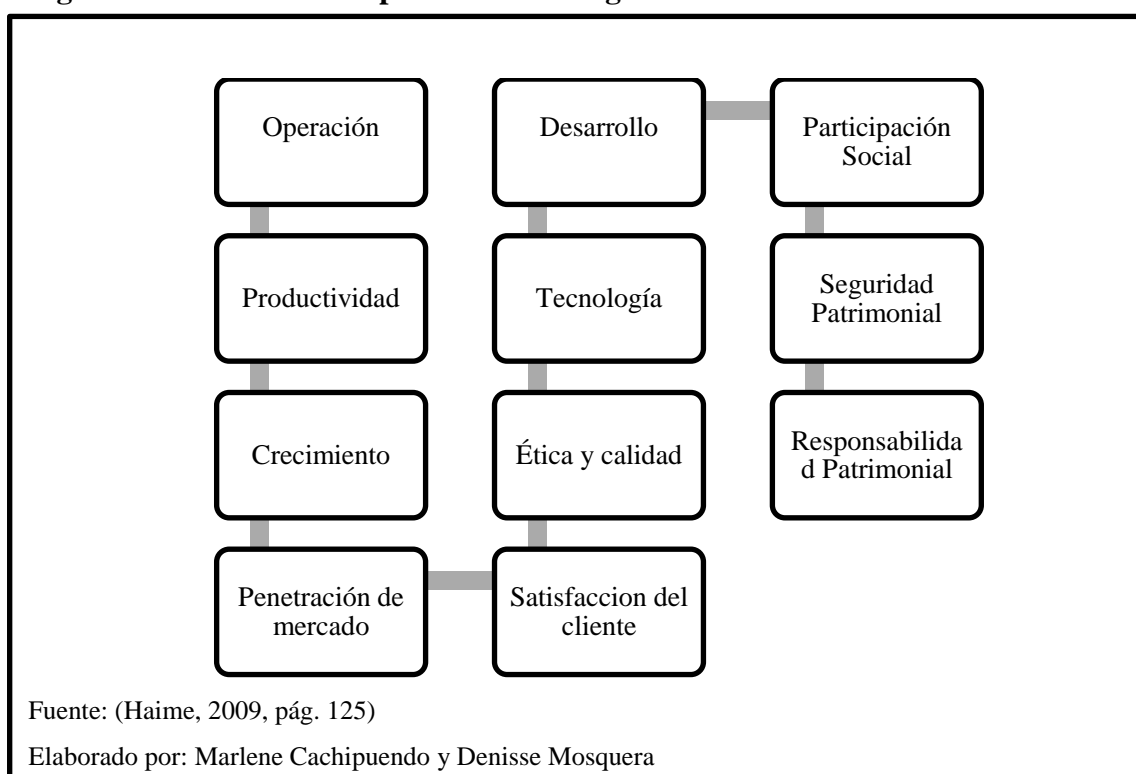 Operación
Productividad
Crecimiento
Penetración de
mercado
Satisfaccion del
cliente
Ética y calidad
Tecnología
Desarrollo
Participación
Social
Seguridad
Patrimonial
Responsabilida
d Patrimonial
Fuente: (Haime, 2009, pág. 125)
Elaborado por: Marlene Cachipuendo y Denisse Mosquera